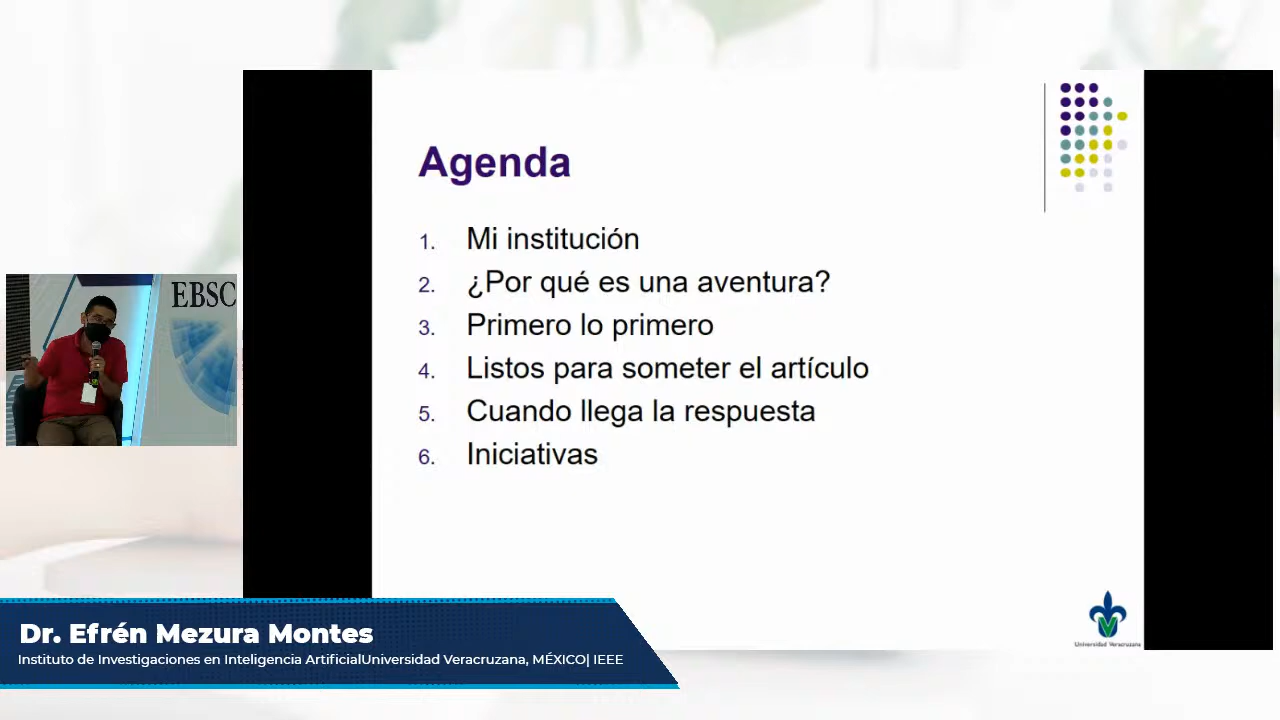 Agenda
1. Mi institución
2. ¿Por qué es una aventura?
3. Primero lo primero
4. Listos para someter el artículo
5. Cuando llega la respuesta
6. Iniciativas
EBSC
Universidad Veracruzana
Dr. Efrén Mezura Montes
Instituto de Investigaciones en Inteligencia ArtificialUniversidad Veracruzana, MÉXICO| IEEE